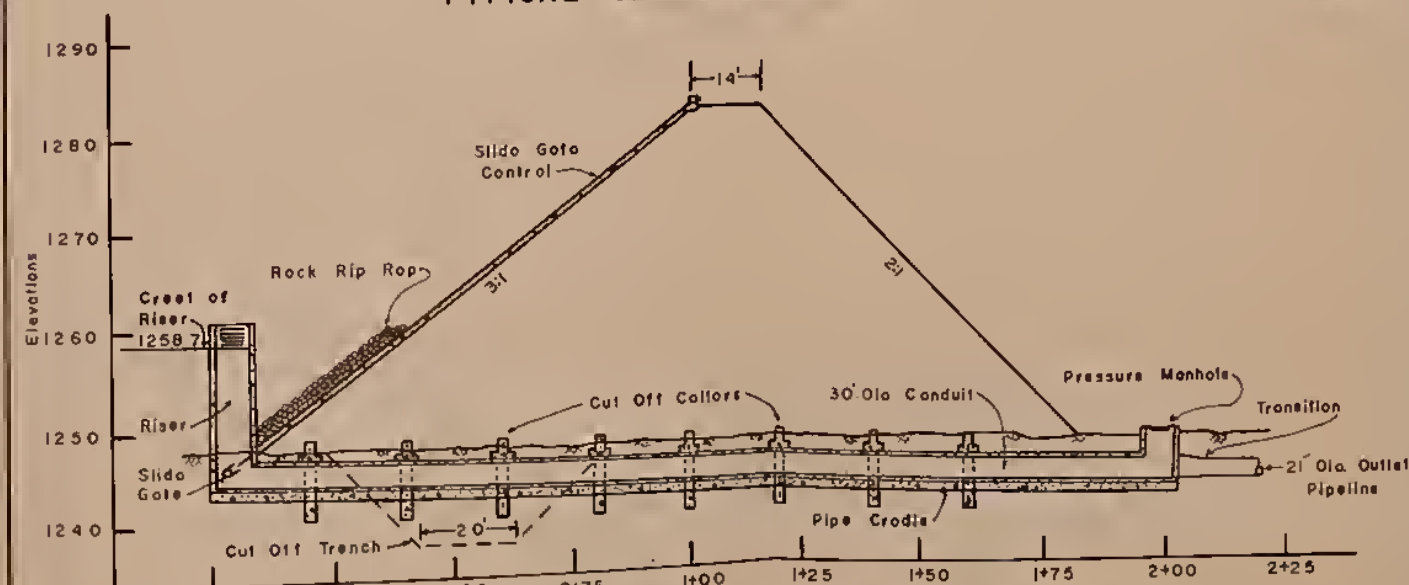 1290
14'
1280
Slide Gate
Control
1270
Elevations
Rock Rip Rap
3:1
2:1
Crest of
Riser
1258.7
1260
Pressure Manhole
Cut Off Collars
30" Dia Conduit
Transition
Riser
1250
21" Dia. Outlet
Pipeline
Slide
Gate
20'
Pipe Cradle
1240
Cut Off Trench
1+00
1+25
1+50
1+75
2+00
2+25